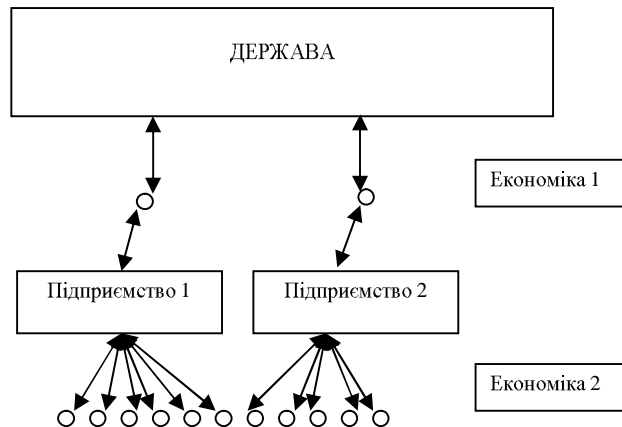 ДЕРЖАВА
Економіка 1
Підприємство 1
Підприємство 2
Економіка 2